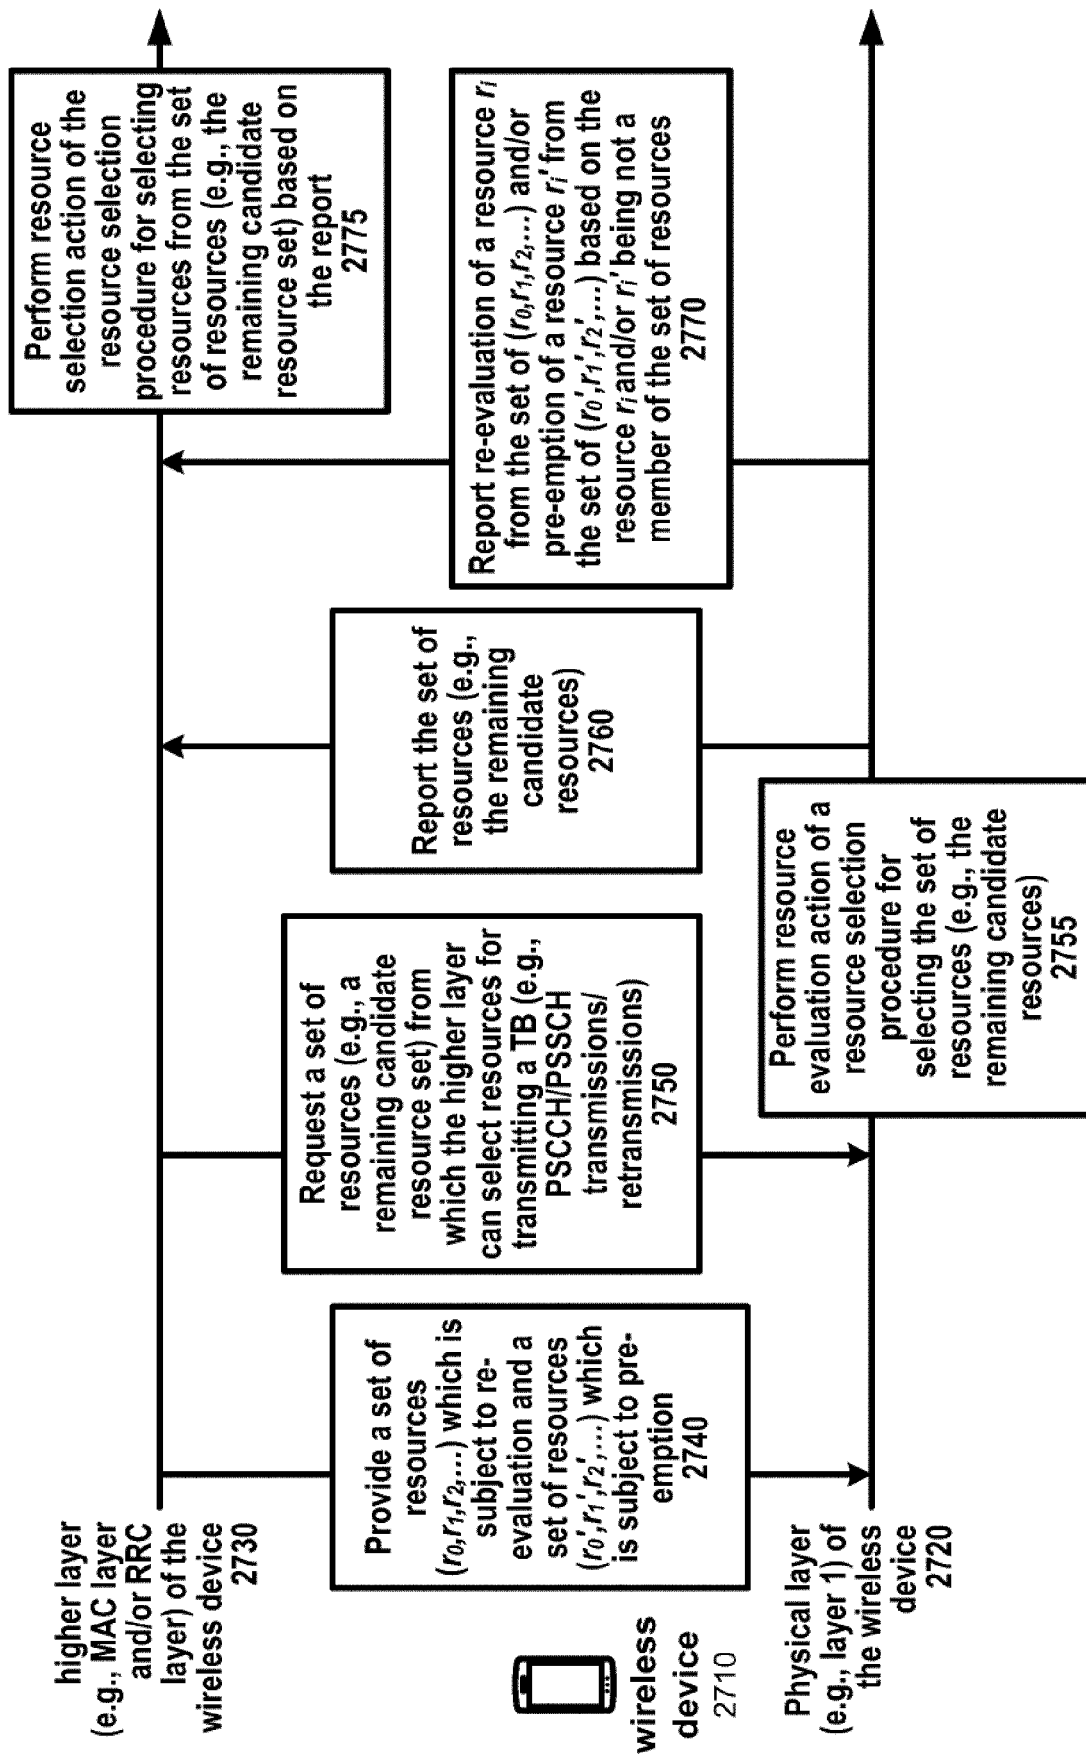 higher layer
(e.g., MAC layer
and/or RRC
layer) of the
wireless device
2730
wireless
device
2710
Physical layer
(e.g., layer 1) of
the wireless
device
2720
Provide a set of
resources
(r0,r1,r2,...) which is
subject to re-
evaluation and a
set of resources
(r0',r1',r2',...) which
is subject to pre-
emption
2740
Request a set of
resources (e.g., a
remaining candidate
resource set) from
which the higher layer
can select resources for
transmitting a TB (e.g.,
PSCCH/PSSCH
transmissions/
retransmissions)
2750
Perform resource
evaluation action of a
resource selection
procedure for
selecting the set of
resources (e.g., the
remaining candidate
resources)
2755
Report the set of
resources (e.g.,
the remaining
candidate
resources)
2760
Report re-evaluation of a resource ri
from the set of (r0,r1,r2,...) and/or
pre-emption of a resource ri' from
the set of (r0',r1',r2',...) based on the
resource ri and/or ri' being not a
member of the set of resources
2770
Perform resource
selection action of the
resource selection
procedure for selecting
resources from the set
of resources (e.g., the
remaining candidate
resource set) based on
the report
2775